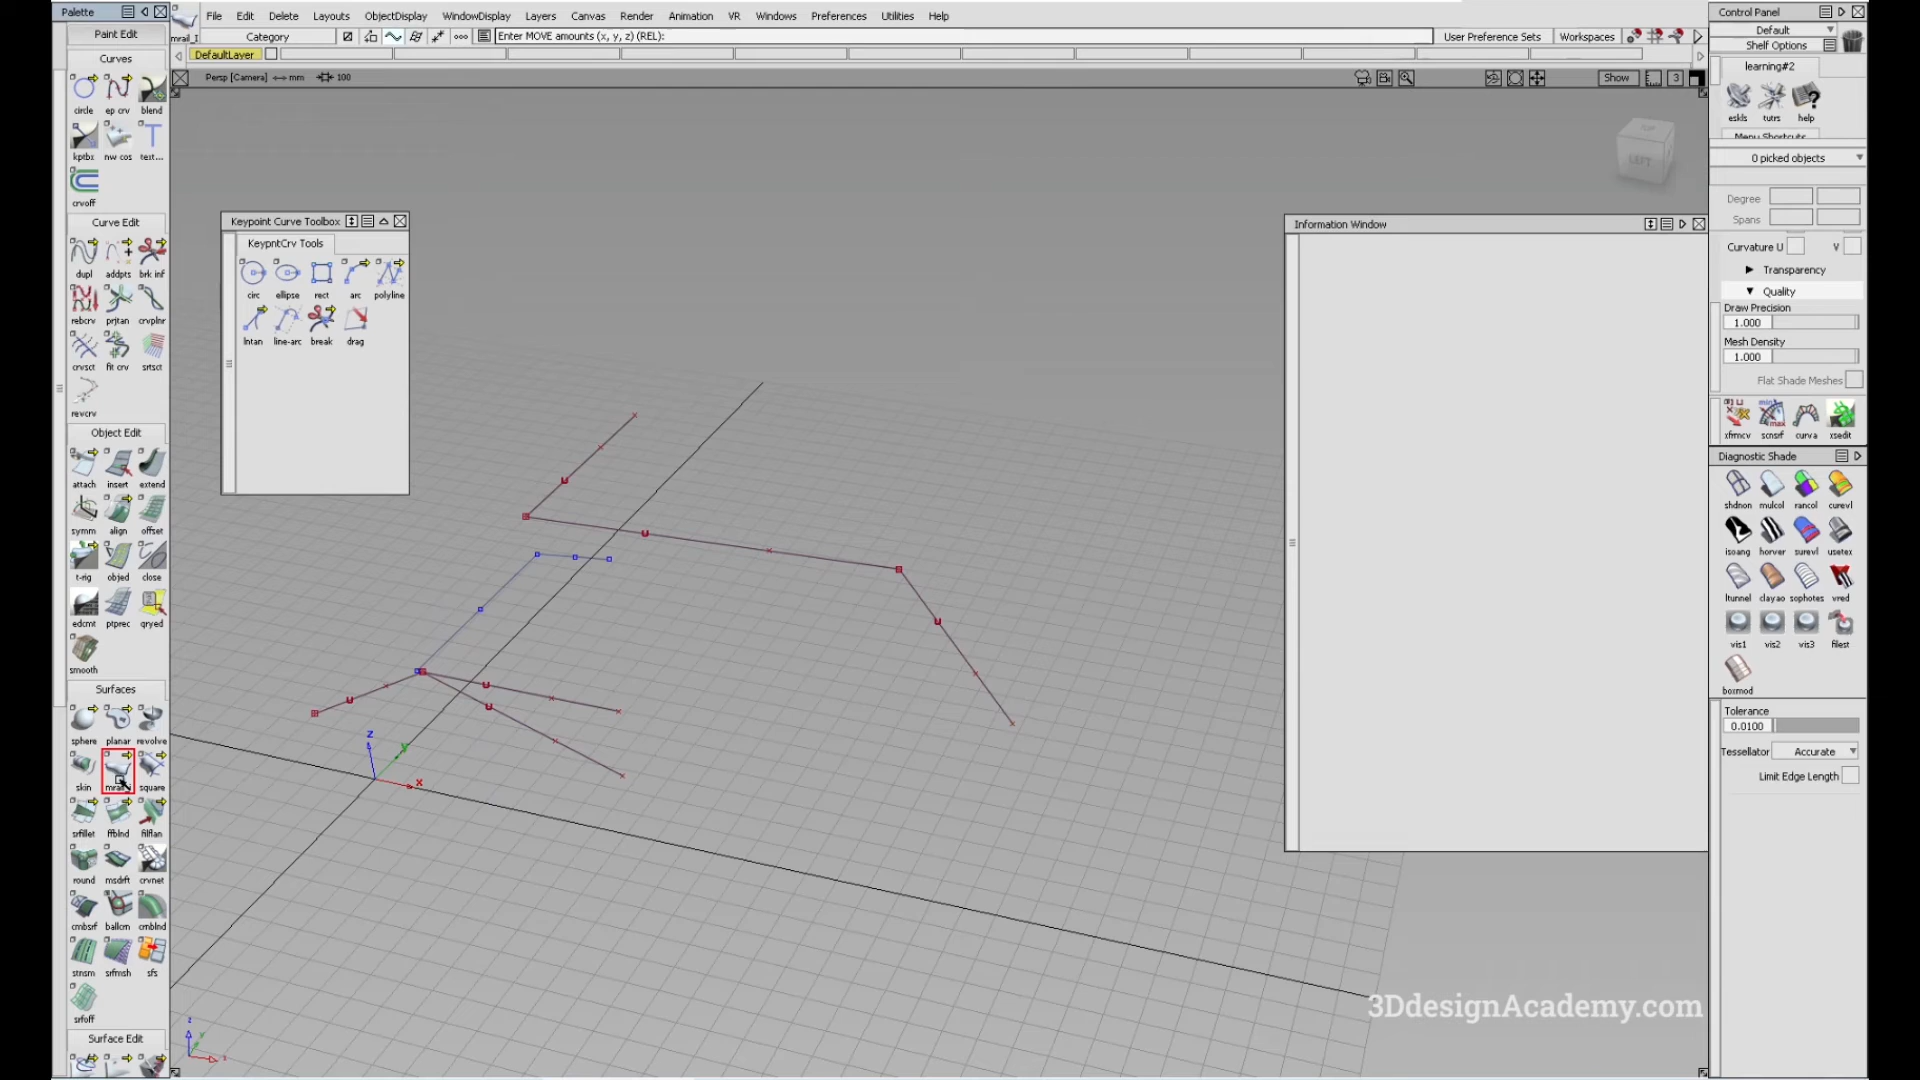 Palette
Paint Edit
Curves
circle ep crv blend
kptbx nw cos text...
crvoff
Curve Edit
dupl addpts brk inf
rebcrv prjtan crvplnr
crvsct fit crv srtsct
revcrv
Object Edit
attach insert extend
symm align offset
t-rig objed close
edcmt ptprec qryed
smooth
Surfaces
sphere planar revolve
skin square
srfillet ffblnd filflan
round msdrft crvnet
cmbsrf ballcrn cmblnd
stnsm srfmsh sfs
srfoff
Surface Edit
File Edit Delete Layouts ObjectDisplay WindowDisplay Layers Canvas Render Animation VR Windows Preferences Utilities Help
mrail_I Category Enter MOVE amounts (x, y, z) (REL): User Preference Sets Workspaces
DefaultLayer
Persp [Camera] mm 100 Show 3
TOP
LEFT
Keypoint Curve Toolbox
KeypntCrv Tools
circ ellipse rect arc polyline
lntan line-arc break drag
Information Window
z
y
x
3DdesignAcademy.com
Control Panel
Default
Shelf Options
learning#2
eskls tutrs help
Menu Shortcuts
0 picked objects
Degree
Spans
Curvature U V
Transparency
Quality
Draw Precision
1.000
Mesh Density
1.000
Flat Shade Meshes
xfrmcv scnsrf curva xsedit
Diagnostic Shade
shdnon mulcol rancol curevl
isoang horver surevl usetex
ltunnel clayao sophotes vred
vis1 vis2 vis3 filest
boxmod
Tolerance
0.0100
Tessellator Accurate
Limit Edge Length